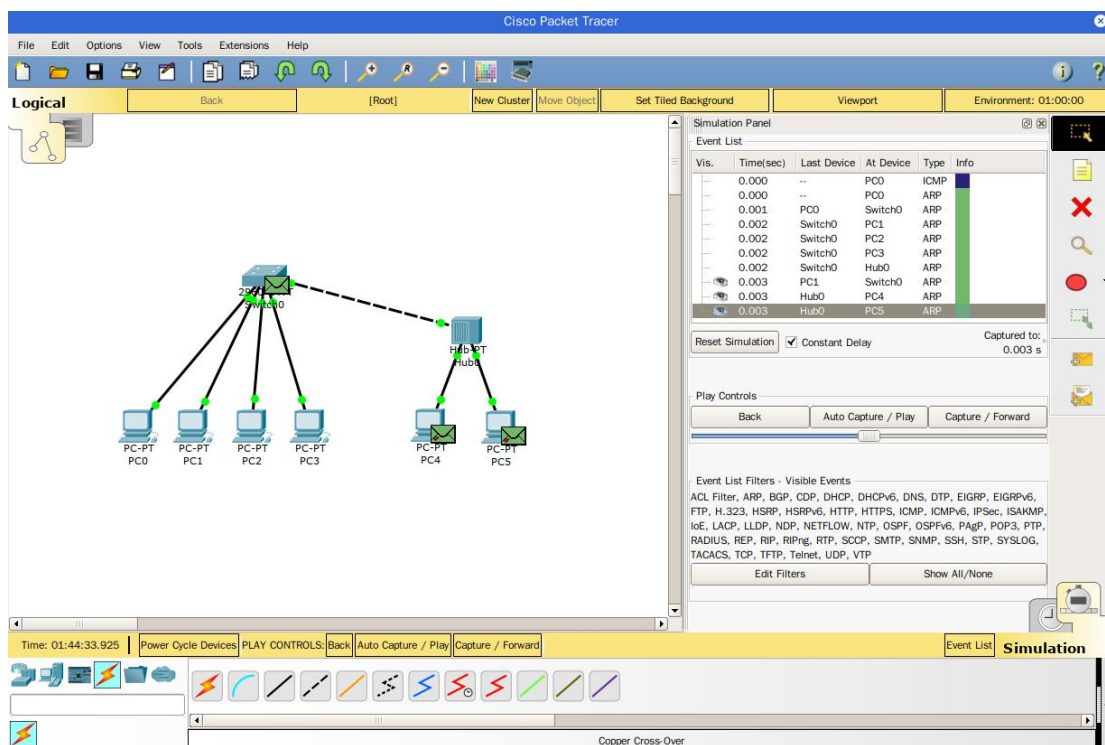 Cisco Packet Tracer
File Edit Options View Tools Extensions Help
Logical Back [Root] New Cluster Move Object Set Tiled Background Viewport Environment: 01:00:00
Simulation Panel
Event List
Vis. Time(sec) Last Device At Device Type Info
0.000 -- PC0 ICMP
0.000 -- PC0 ARP
0.001 PC0 Switch0 ARP
0.002 Switch0 PC1 ARP
0.002 Switch0 PC2 ARP
0.002 Switch0 PC3 ARP
0.002 Switch0 Hub0 ARP
0.003 PC1 Switch0 ARP
0.003 Hub0 PC4 ARP
0.003 Hub0 PC5 ARP
Reset Simulation Constant Delay Captured to:
0.003 s
Play Controls
Back Auto Capture / Play Capture / Forward
Event List Filters - Visible Events
ACL Filter, ARP, BGP, CDP, DHCP, DHCPv6, DNS, DTP, EIGRP, EIGRPv6,
FTP, H.323, HSRP, HSRPv6, HTTP, HTTPS, ICMP, ICMPv6, IPSec, ISAKMP,
IoE, LACP, LLDP, NDP, NETFLOW, NTP, OSPF, OSPFv6, PAgP, POP3, PTP,
RADIUS, REP, RIP, RIPng, RTP, SCCP, SMTP, SNMP, SSH, STP, SYSLOG,
TACACS, TCP, TFTP, Telnet, UDP, VTP
Edit Filters Show All/None
Switch0
Hub-PT
Hub0
PC-PT
PC0
PC-PT
PC1
PC-PT
PC2
PC-PT
PC3
PC-PT
PC4
PC-PT
PC5
Time: 01:44:33.925 Power Cycle Devices PLAY CONTROLS: Back Auto Capture / Play Capture / Forward Event List Simulation
Copper Cross-Over